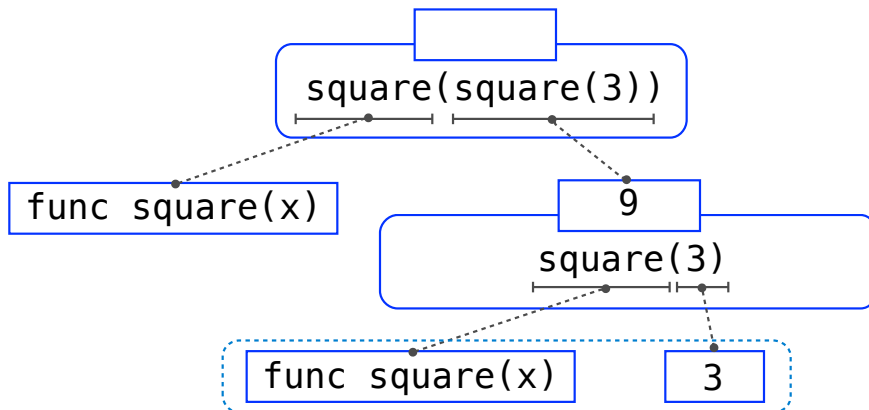 square(square(3))
func square(x)
9
square(3)
func square(x)
3